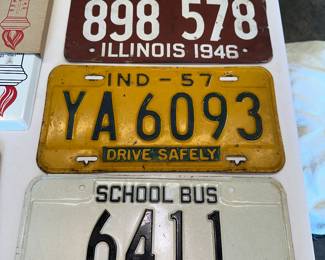 898 578
ILLINOIS 1946
IND - 57
YA 6093
DRIVE SAFELY
SCHOOL BUS
6411